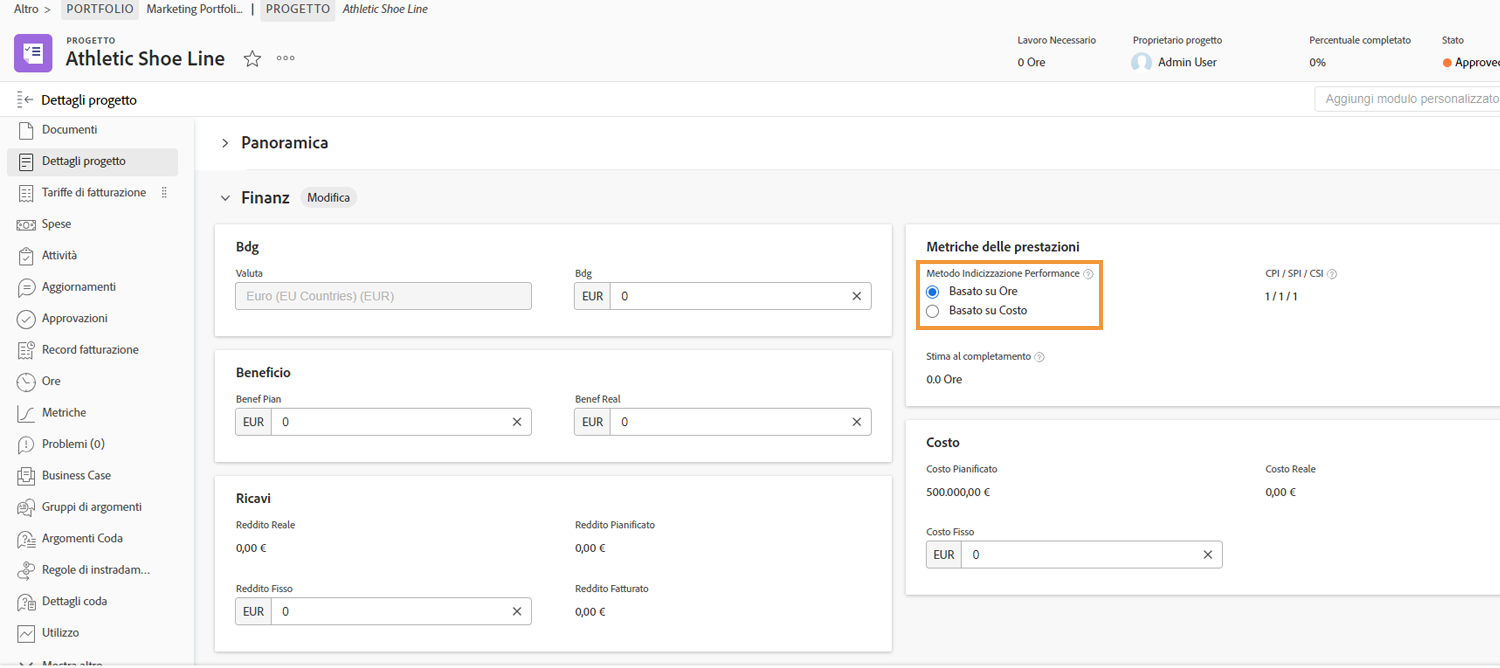 Altro > PORTFOLIO Marketing Portfoli... | PROGETTO Athletic Shoe Line
PROGETTO
Athletic Shoe Line
Lavoro Necessario
0 Ore
Proprietario progetto
Admin User
Percentuale completato
0%
Stato
Approved
Dettagli progetto
Aggiungi modulo personalizzato
Documenti
Dettagli progetto
Tariffe di fatturazione
Spese
Attività
Aggiornamenti
Approvazioni
Record fatturazione
Ore
Metriche
Problemi (0)
Business Case
Gruppi di argomenti
Argomenti Coda
Regole di instradam...
Dettagli coda
Utilizzo
Mostra altro
Panoramica
Finanz Modifica
Bdg
Valuta
Euro (EU Countries) (EUR)
Bdg
EUR 0
Beneficio
Benef Pian
EUR 0
Benef Real
EUR 0
Ricavi
Reddito Reale
0,00 €
Reddito Pianificato
0,00 €
Reddito Fisso
EUR 0
Reddito Fatturato
0,00 €
Metriche delle prestazioni
Metodo Indicizzazione Performance
Basato su Ore
Basato su Costo
CPI / SPI / CSI
1 / 1 / 1
Stima al completamento
0.0 Ore
Costo
Costo Pianificato
500.000,00 €
Costo Reale
0,00 €
Costo Fisso
EUR 0